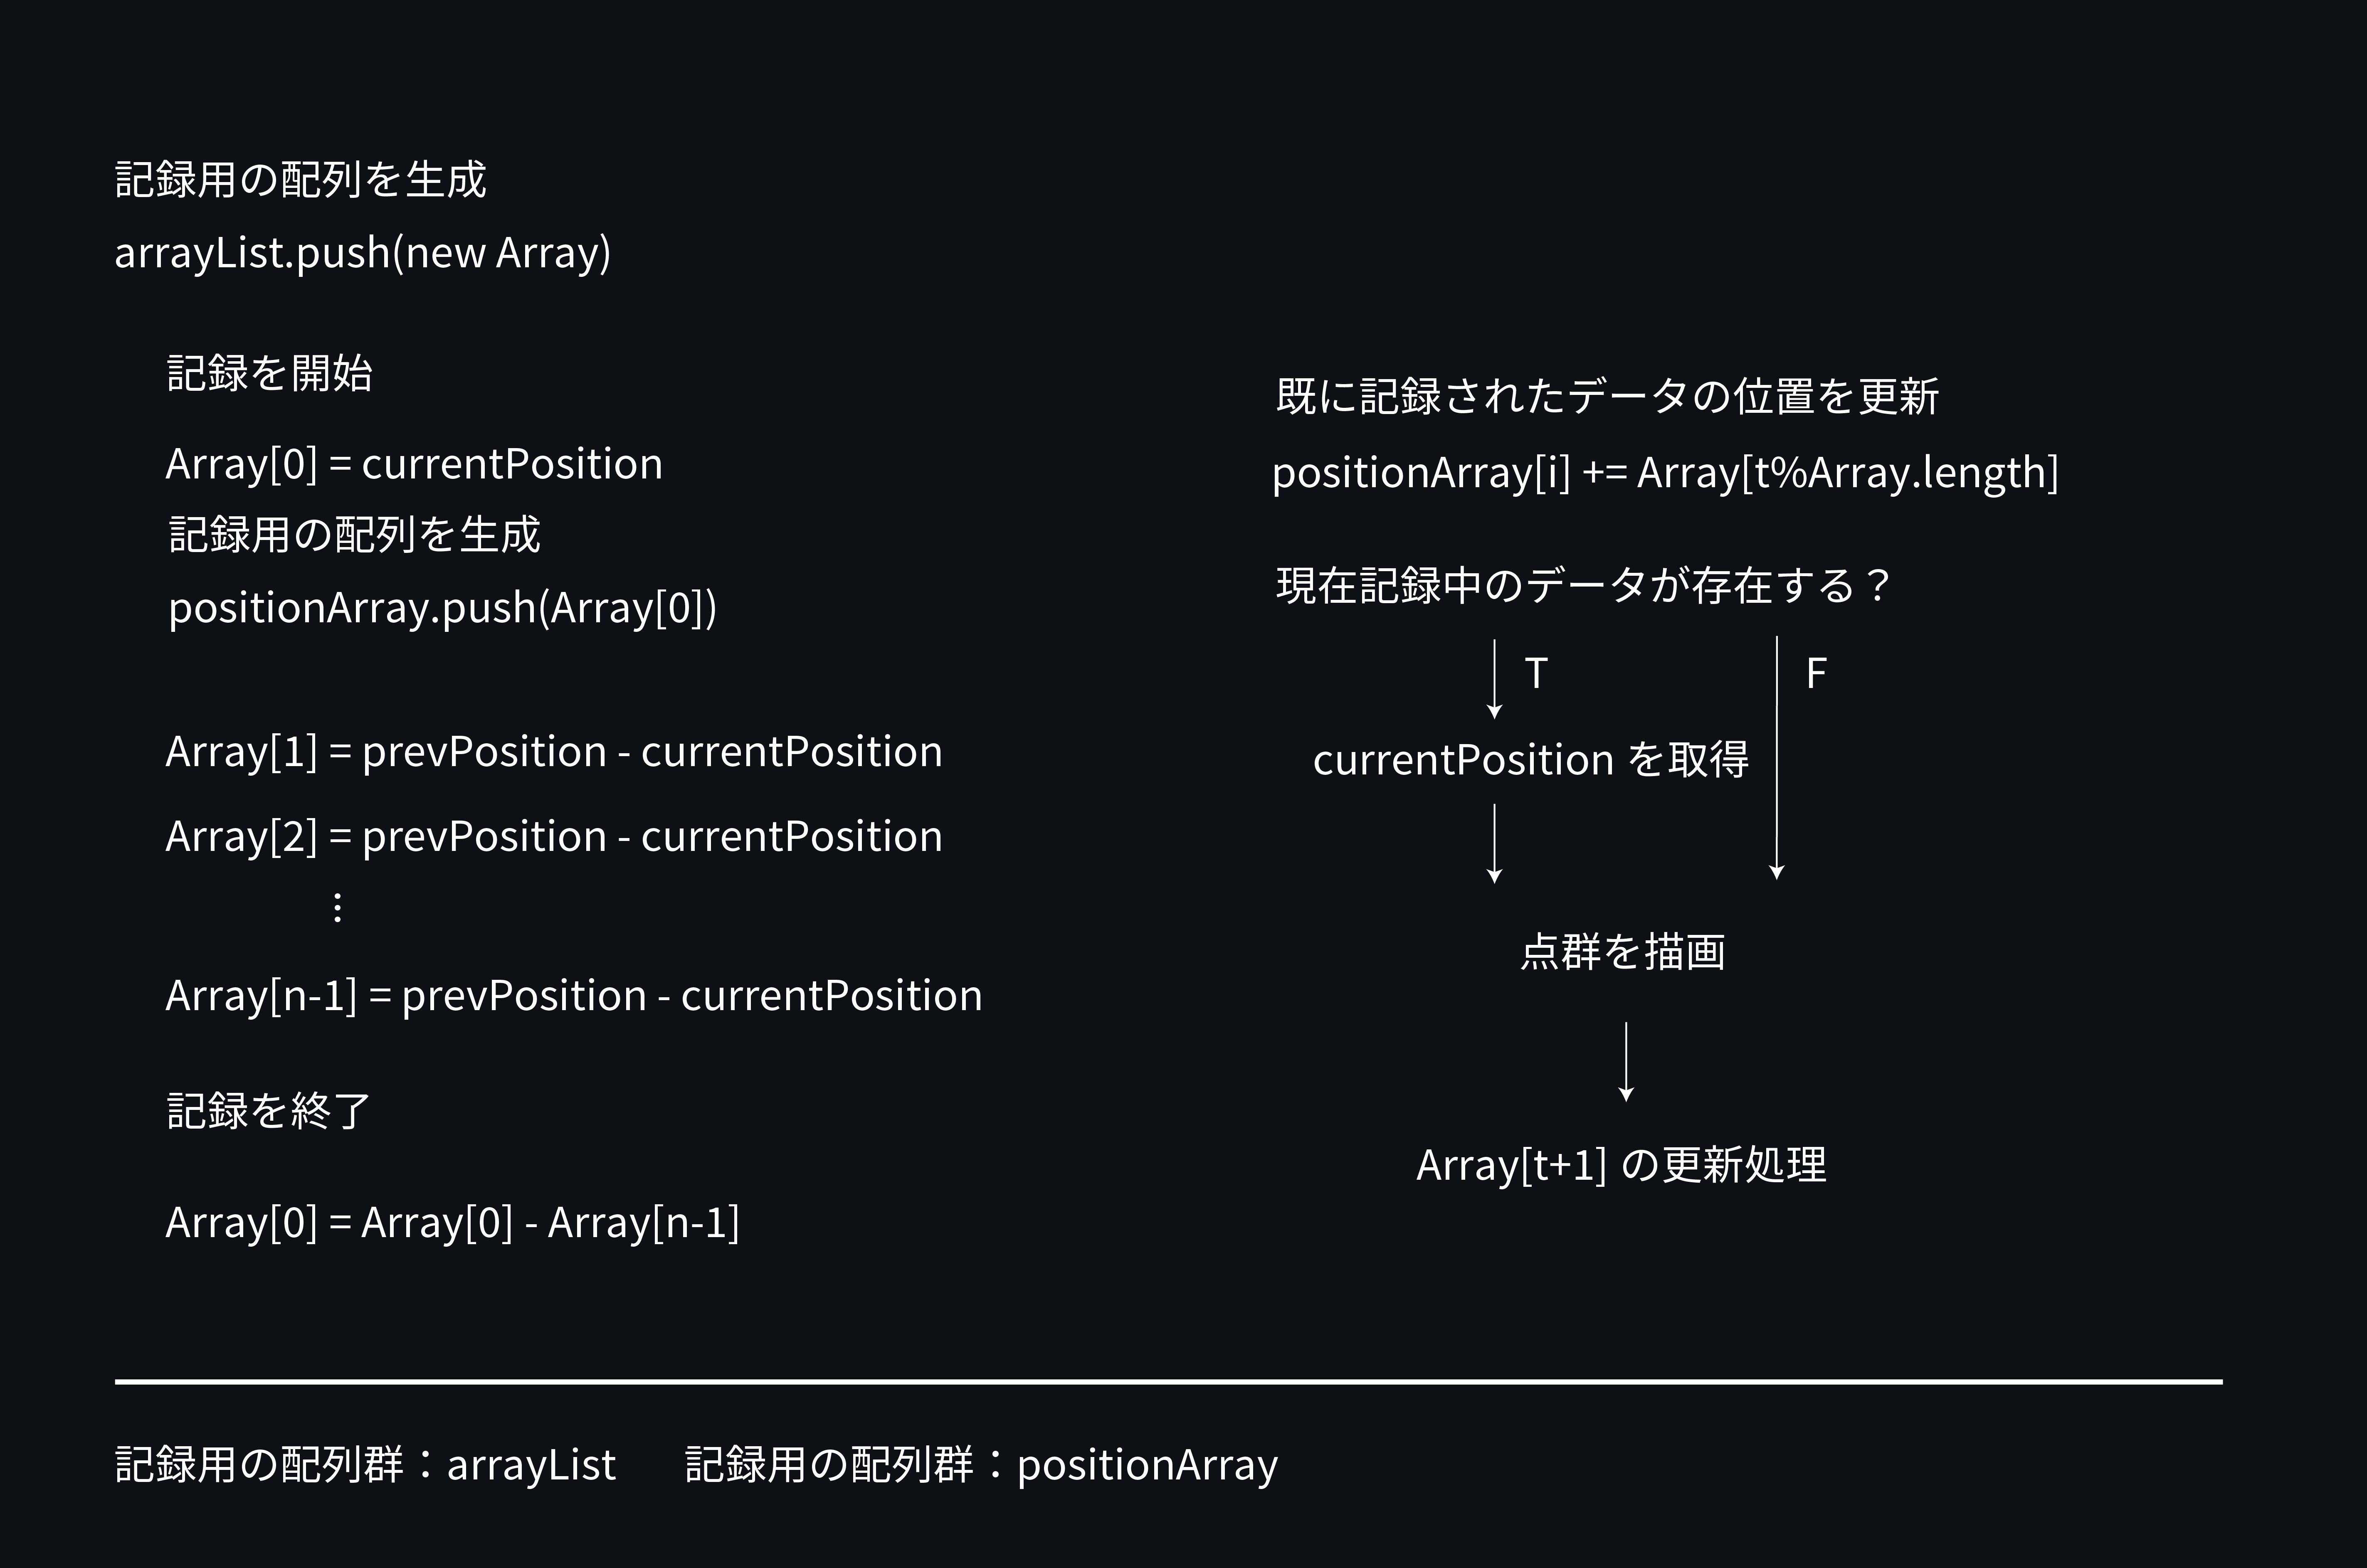 記録用の配列を生成
arrayList.push(new Array)
記録を開始
Array[0] = currentPosition
記録用の配列を生成
positionArray.push(Array[0])
Array[1] = prevPosition - currentPosition
Array[2] = prevPosition - currentPosition
⋮
Array[n-1] = prevPosition - currentPosition
記録を終了
Array[0] = Array[0] - Array[n-1]
既に記録されたデータの位置を更新
positionArray[i] += Array[t%Array.length]
現在記録中のデータが存在する？
T
F
currentPosition を取得
点群を描画
Array[t+1] の更新処理
記録用の配列群：arrayList　記録用の配列群：positionArray